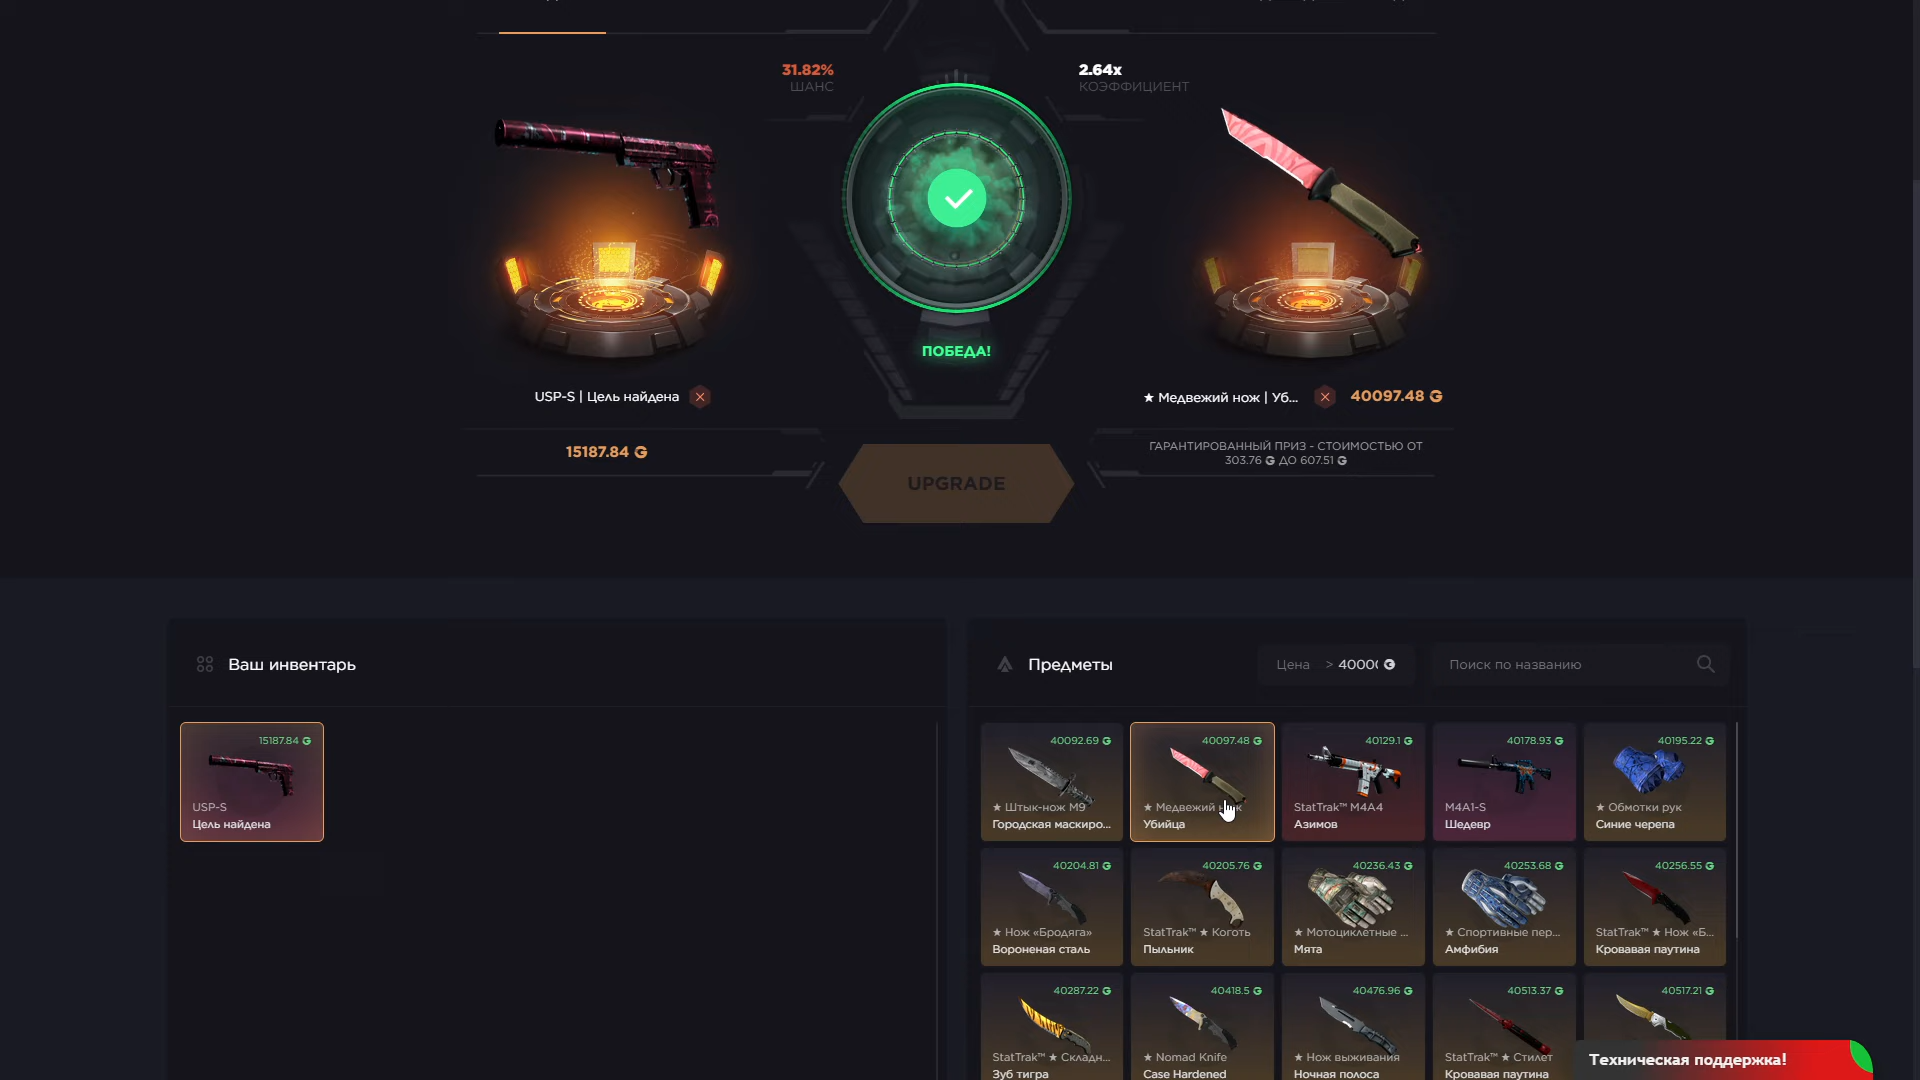 31.82%
ШАНС
2.64x
КОЭФФИЦИЕНТ
ПОБЕДА!
USP-S | Цель найдена
★ Медвежий нож | Уб...
40097.48 G
15187.84 G
ГАРАНТИРОВАННЫЙ ПРИЗ - СТОИМОСТЬЮ ОТ
303.76 G ДО 607.51 G
UPGRADE
Ваш инвентарь
15187.84 G
USP-S
Цель найдена
Предметы
Цена > 40000 G
Поиск по названию
40092.69 G
★ Штык-нож M9
Городская маскиро...
40097.48 G
★ Медвежий нож
Убийца
40129.1 G
StatTrak™ M4A4
Азимов
40178.93 G
M4A1-S
Шедевр
40195.22 G
★ Обмотки рук
Синие черепа
40204.81 G
★ Нож «Бродяга»
Вороненая сталь
40205.76 G
StatTrak™ ★ Коготь
Пыльник
40236.43 G
★ Мотоциклетные ...
Мята
40253.68 G
★ Спортивные пер...
Амфибия
40256.55 G
StatTrak™ ★ Нож «Б...
Кровавая паутина
40287.22 G
StatTrak™ ★ Складн...
Зуб тигра
40418.5 G
★ Nomad Knife
Case Hardened
40476.96 G
★ Нож выживания
Ночная полоса
40513.37 G
StatTrak™ ★ Стилет
Кровавая паутина
40517.21 G
Техническая поддержка!